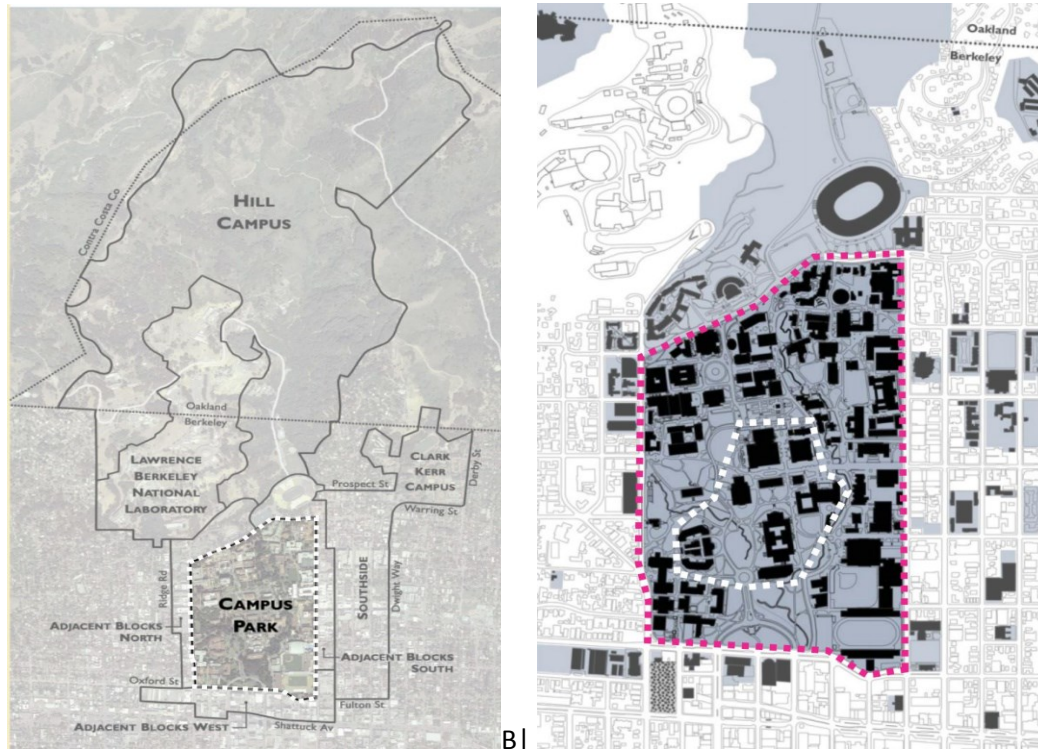 HILL
CAMPUS
Contra Costa Co
Oakland
Berkeley
LAWRENCE
BERKELEY
NATIONAL
LABORATORY
CLARK
KERR
CAMPUS
Derby St
Prospect St
Warring St
Ridge Rd
SOUTHSIDE
Dwight Way
CAMPUS
PARK
ADJACENT BLOCKS
NORTH
ADJACENT BLOCKS
SOUTH
Oxford St
Fulton St
ADJACENT BLOCKS WEST
Shattuck Av
B|
Oakland
Berkeley